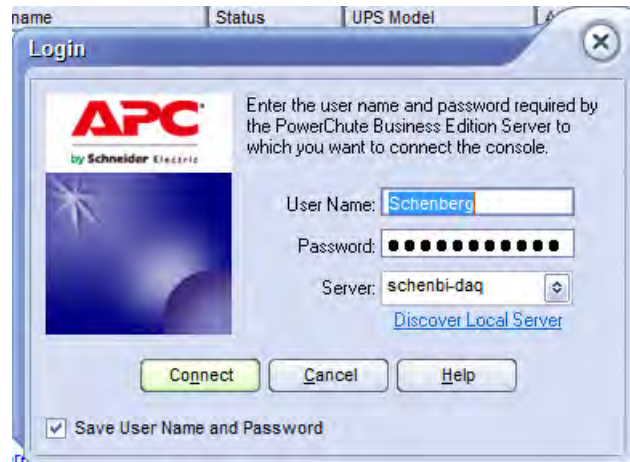 name Status UPS Model
Login
APC
by Schneider Electric
Enter the user name and password required by
the PowerChute Business Edition Server to
which you want to connect the console.
User Name: Schenberg
Password:
Server: schenbi-daq
Discover Local Server
Connect Cancel Help
Save User Name and Password